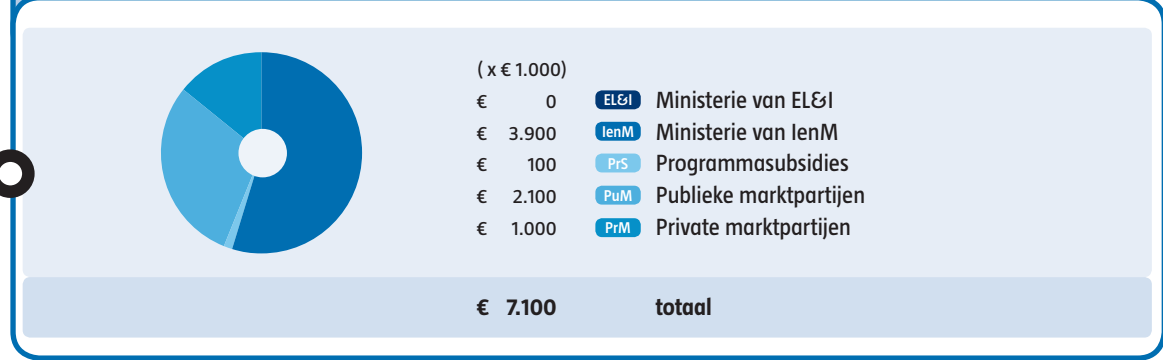 ( x € 1.000)
€ 0 EL&I Ministerie van EL&I
€ 3.900 IenM Ministerie van IenM
€ 100 PrS Programmasubsidies
€ 2.100 PuM Publieke marktpartijen
€ 1.000 PrM Private marktpartijen
€ 7.100 totaal